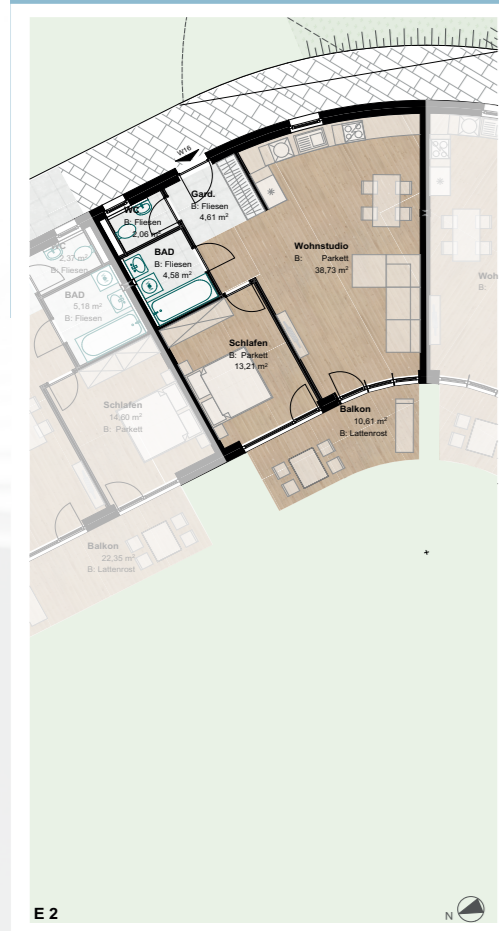 W16
Gard.
B: Fliesen
4,61 m²
WC
B: Fliesen
2,06 m²
BAD
B: Fliesen
4,58 m²
Wohnstudio
B: Parkett
38,73 m²
Schlafen
B: Parkett
13,21 m²
Balkon
10,61 m²
B: Lattenrost
WC
2,37 m²
B: Fliesen
BAD
5,18 m²
B: Fliesen
Schlafen
14,60 m²
B: Parkett
Balkon
22,35 m²
B: Lattenrost
Woh
B:
E 2
N